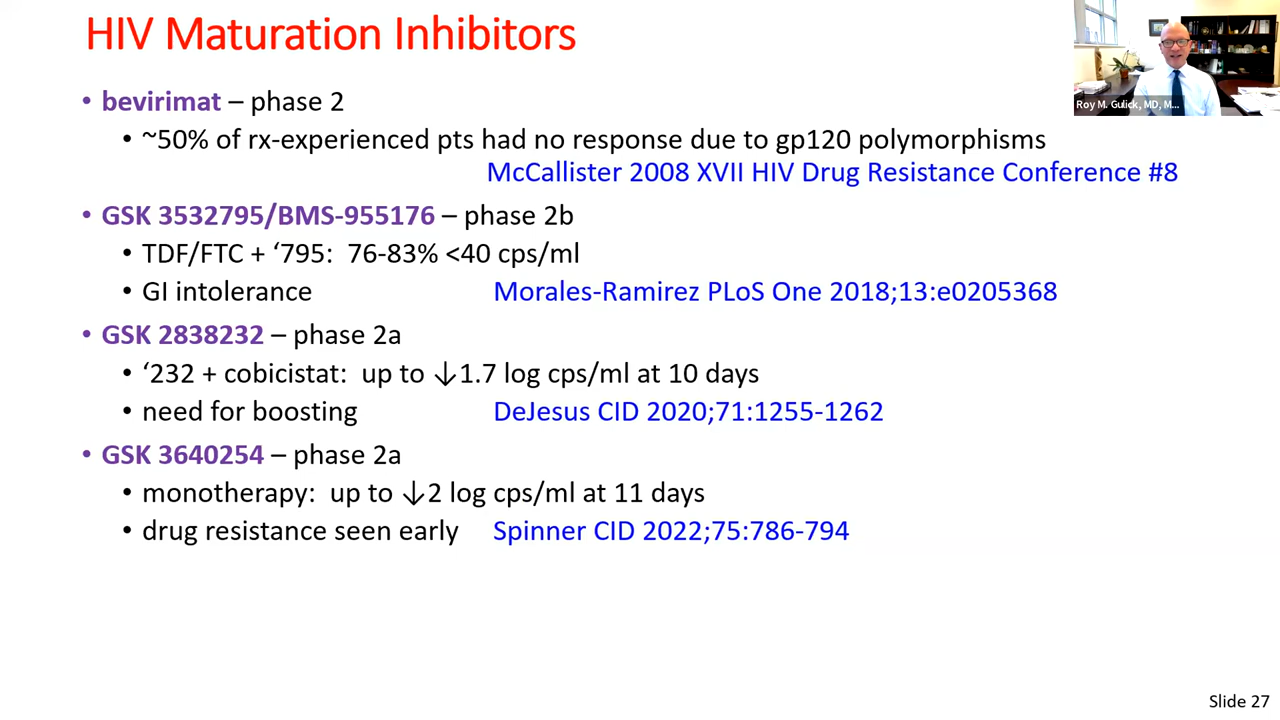 HIV Maturation Inhibitors
Roy M. Gulick, MD, M...
• bevirimat – phase 2
• ~50% of rx-experienced pts had no response due to gp120 polymorphisms
McCallister 2008 XVII HIV Drug Resistance Conference #8
• GSK 3532795/BMS-955176 – phase 2b
• TDF/FTC + ‘795: 76-83% <40 cps/ml
• GI intolerance Morales-Ramirez PLoS One 2018;13:e0205368
• GSK 2838232 – phase 2a
• ‘232 + cobicistat: up to ↓1.7 log cps/ml at 10 days
• need for boosting DeJesus CID 2020;71:1255-1262
• GSK 3640254 – phase 2a
• monotherapy: up to ↓2 log cps/ml at 11 days
• drug resistance seen early Spinner CID 2022;75:786-794
Slide 27